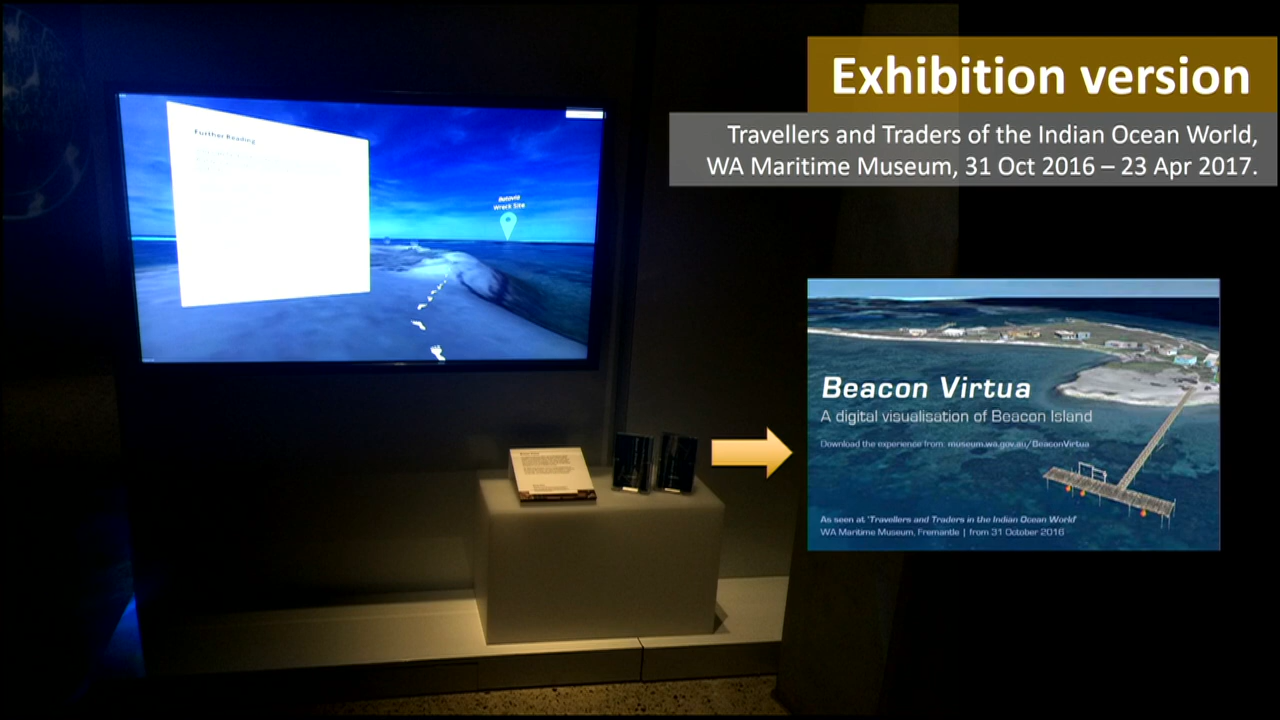 Exhibition version
Travellers and Traders of the Indian Ocean World,
WA Maritime Museum, 31 Oct 2016 – 23 Apr 2017.
Further Reading
Batavia
Wreck Site
Beacon Virtua
A digital visualisation of Beacon Island
Download the experience from: museum.wa.gov.au/BeaconVirtua
As seen at 'Travellers and Traders in the Indian Ocean World'
WA Maritime Museum, Fremantle | from 31 October 2016